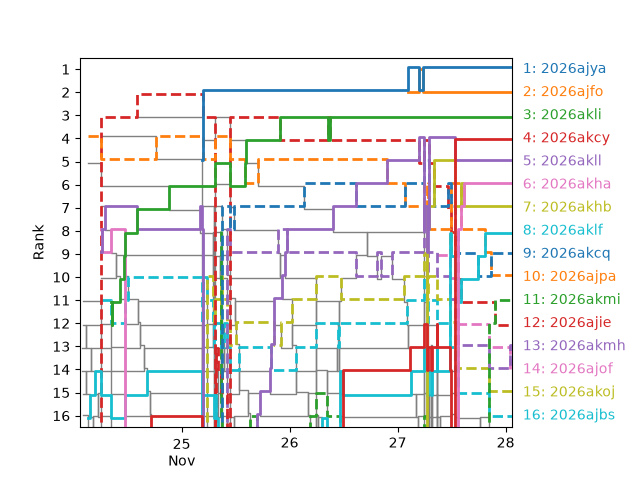 1
2
3
4
5
6
7
8
9
10
11
12
13
14
15
16
Rank
25
Nov
26
27
28
1: 2026ajya
2: 2026ajfo
3: 2026akli
4: 2026akcy
5: 2026akll
6: 2026akha
7: 2026akhb
8: 2026aklf
9: 2026akcq
10: 2026ajpa
11: 2026akmi
12: 2026ajie
13: 2026akmh
14: 2026ajof
15: 2026akoj
16: 2026ajbs